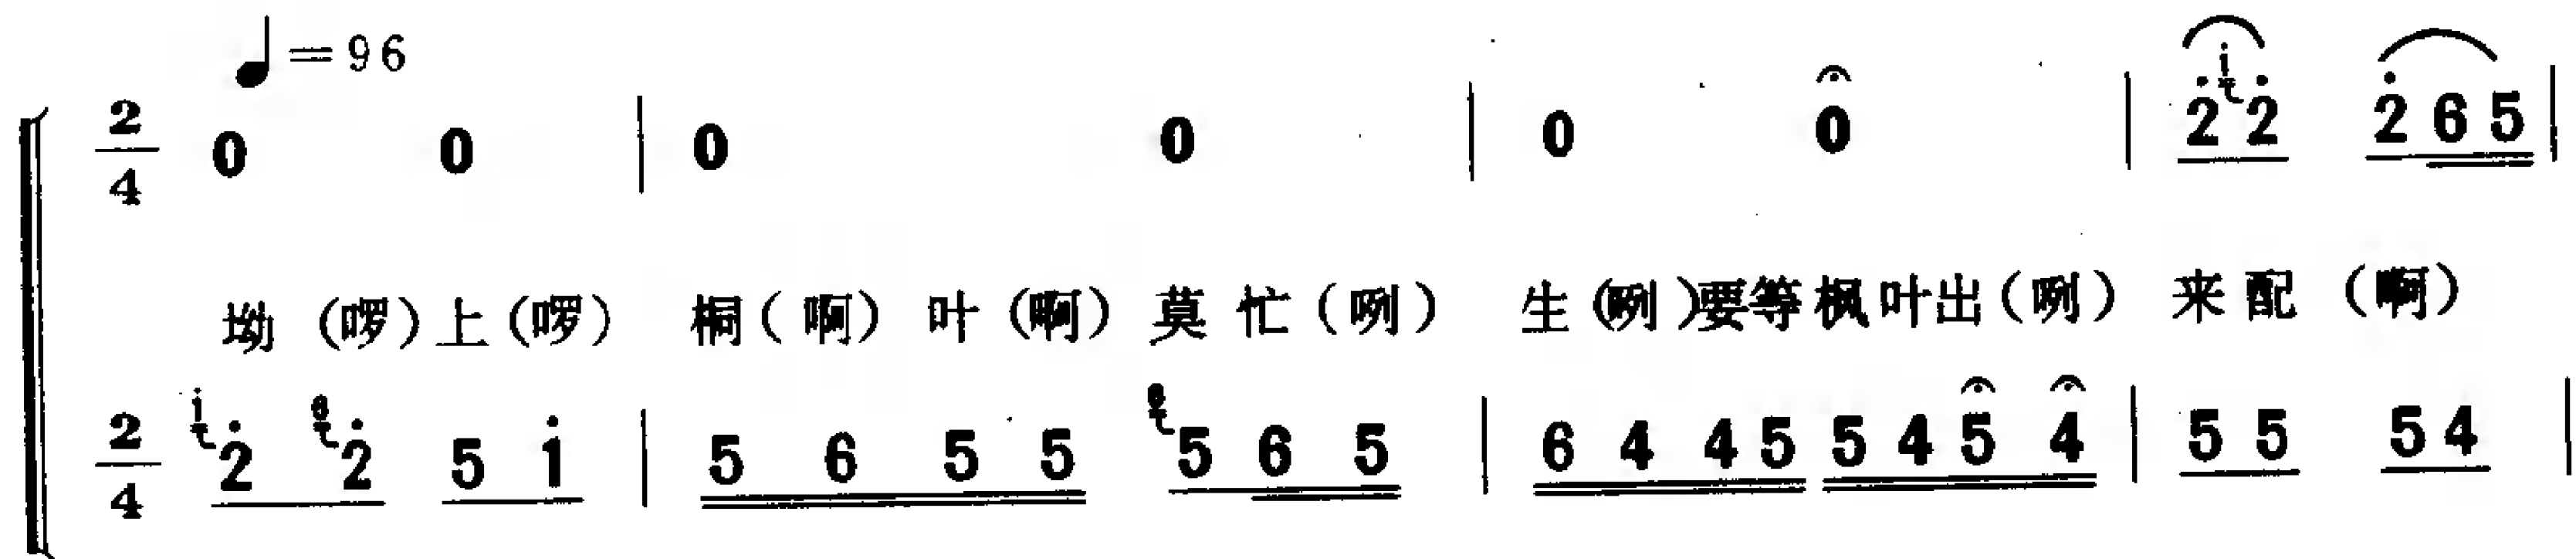 ♩=96
2/4 0 0 | 0 0 | 0 0 | 2̇ i 2̇ 2̇ 6 5 |
坳(啰)上(啰) 桐(啊)叶(啊)莫忙(咧) 生(咧)要等枫叶出(咧) 来配(啊)
2/4 i 2̇ 6 2̇ 5 1̇ | 5 6 5 5 6 5 6 5 | 6 4 4 5 5 4 5 4 | 5 5 5 4 |